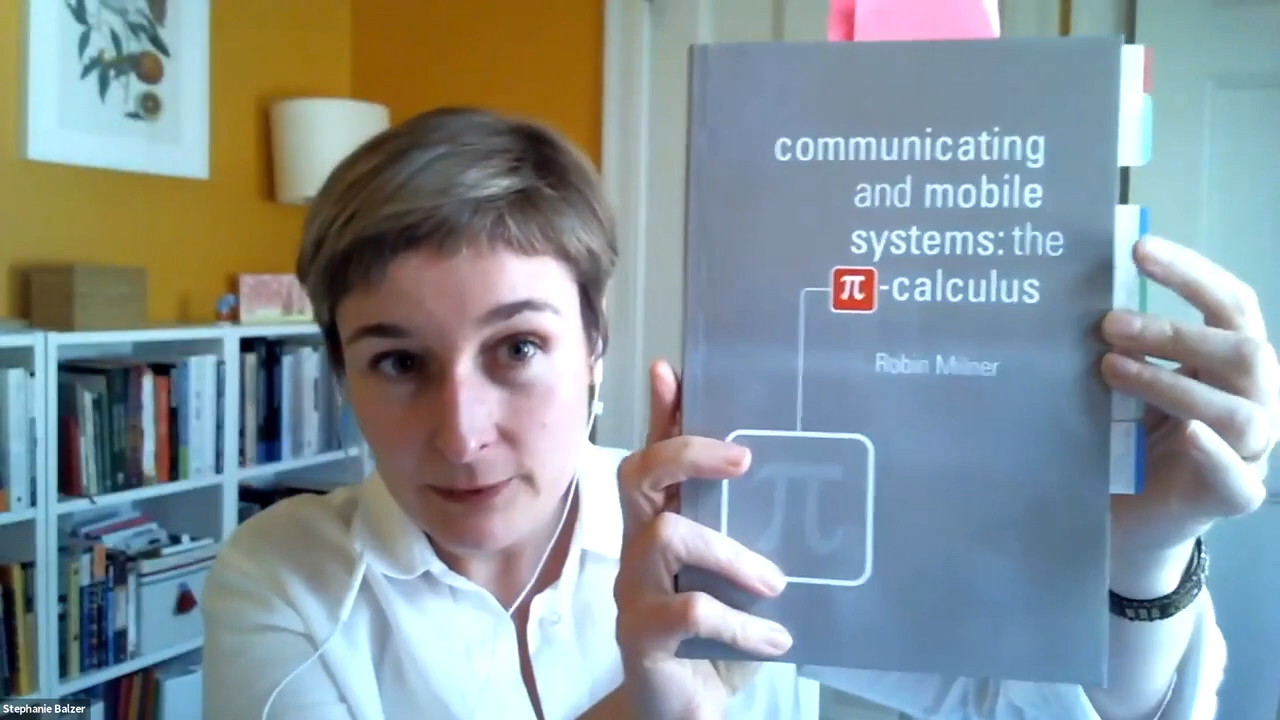 communicating
and mobile
systems: the
π-calculus
Robin Milner
π
Stephanie Balzer